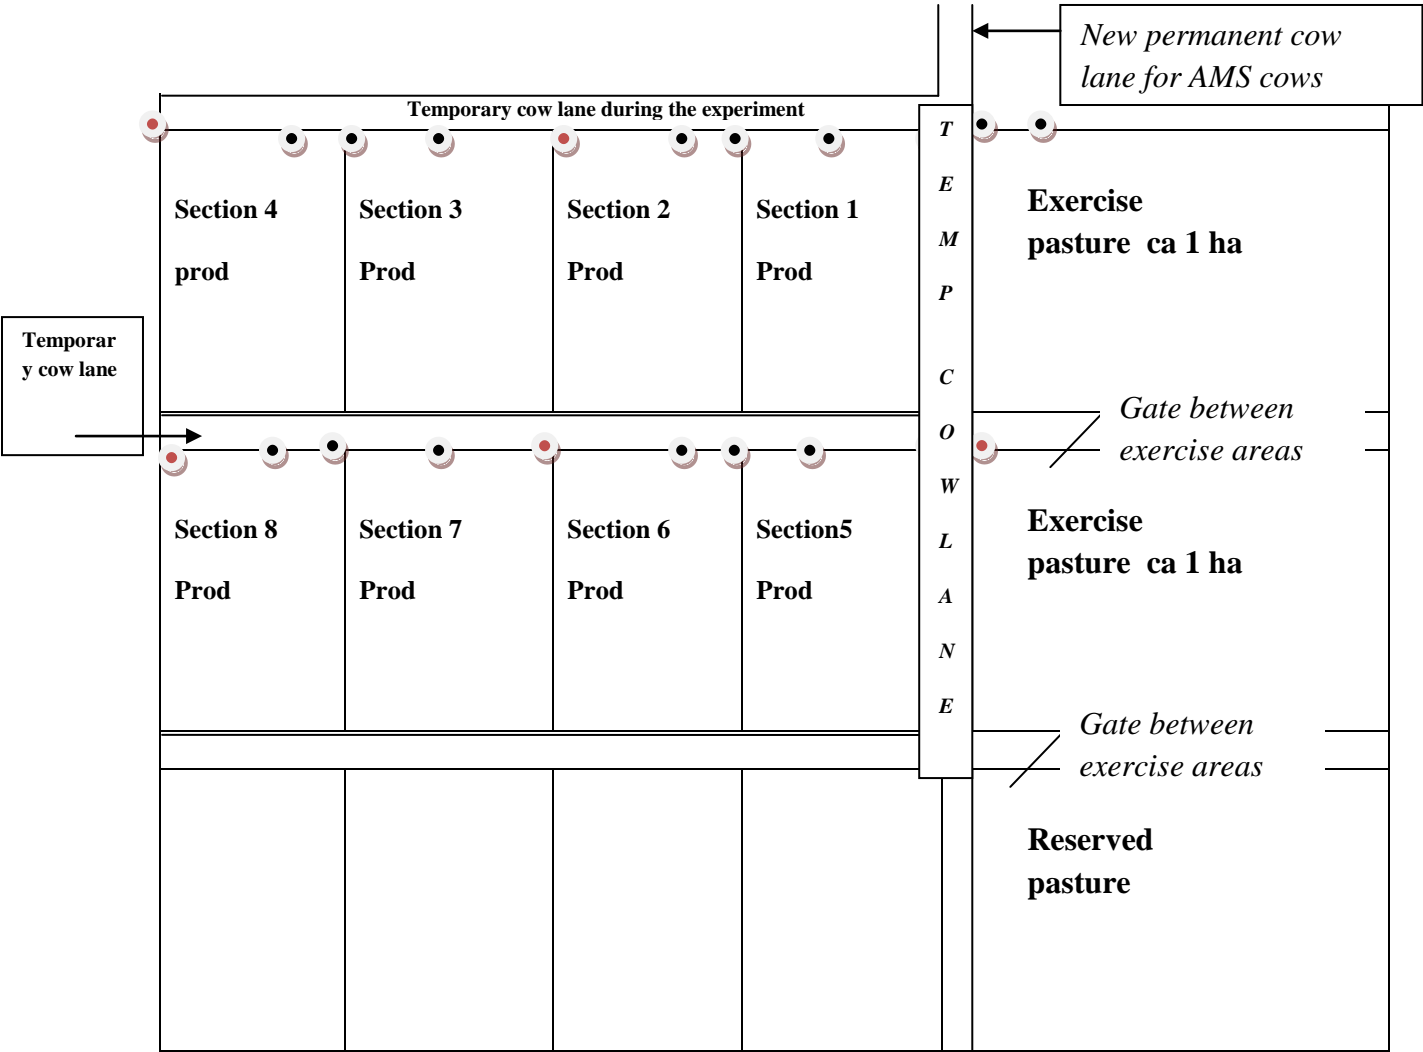 New permanent cow
lane for AMS cows
Temporary cow lane during the experiment
Section 4
prod
Section 3
Prod
Section 2
Prod
Section 1
Prod
T
E
M
P
C
O
W
L
A
N
E
Exercise
pasture ca 1 ha
Temporar
y cow lane
Gate between
exercise areas
Section 8
Prod
Section 7
Prod
Section 6
Prod
Section5
Prod
Exercise
pasture ca 1 ha
Gate between
exercise areas
Reserved
pasture